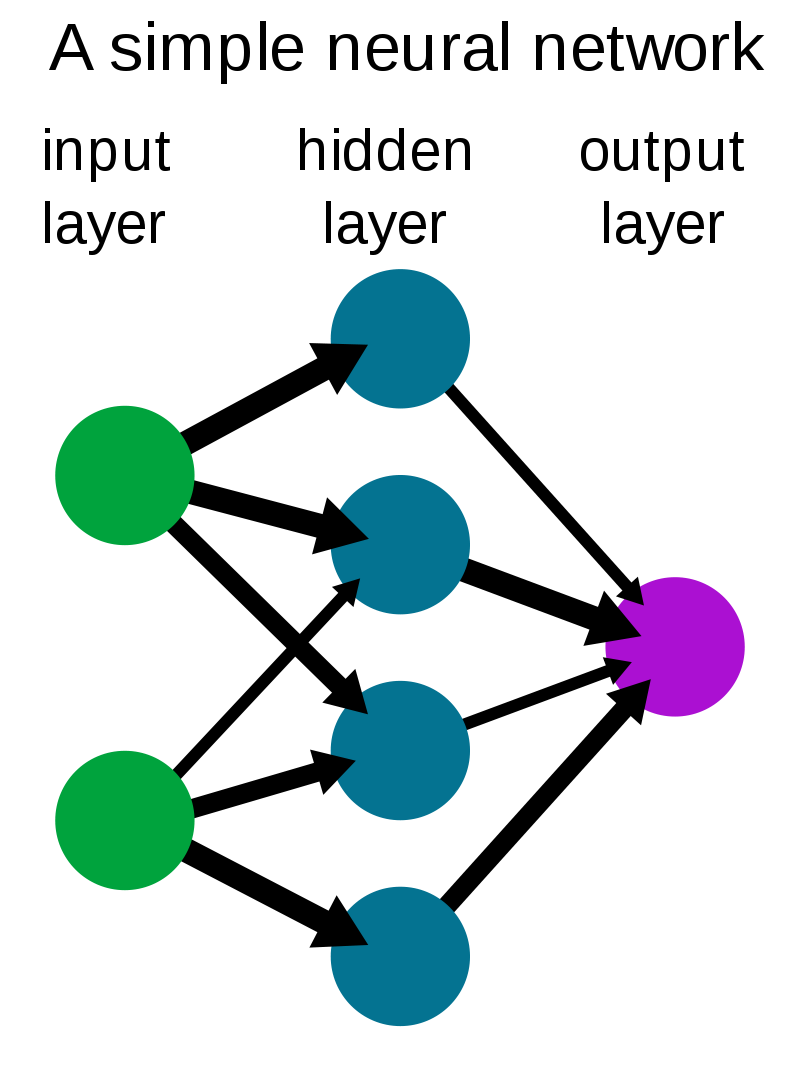 A simple neural network
input hidden output
layer layer layer